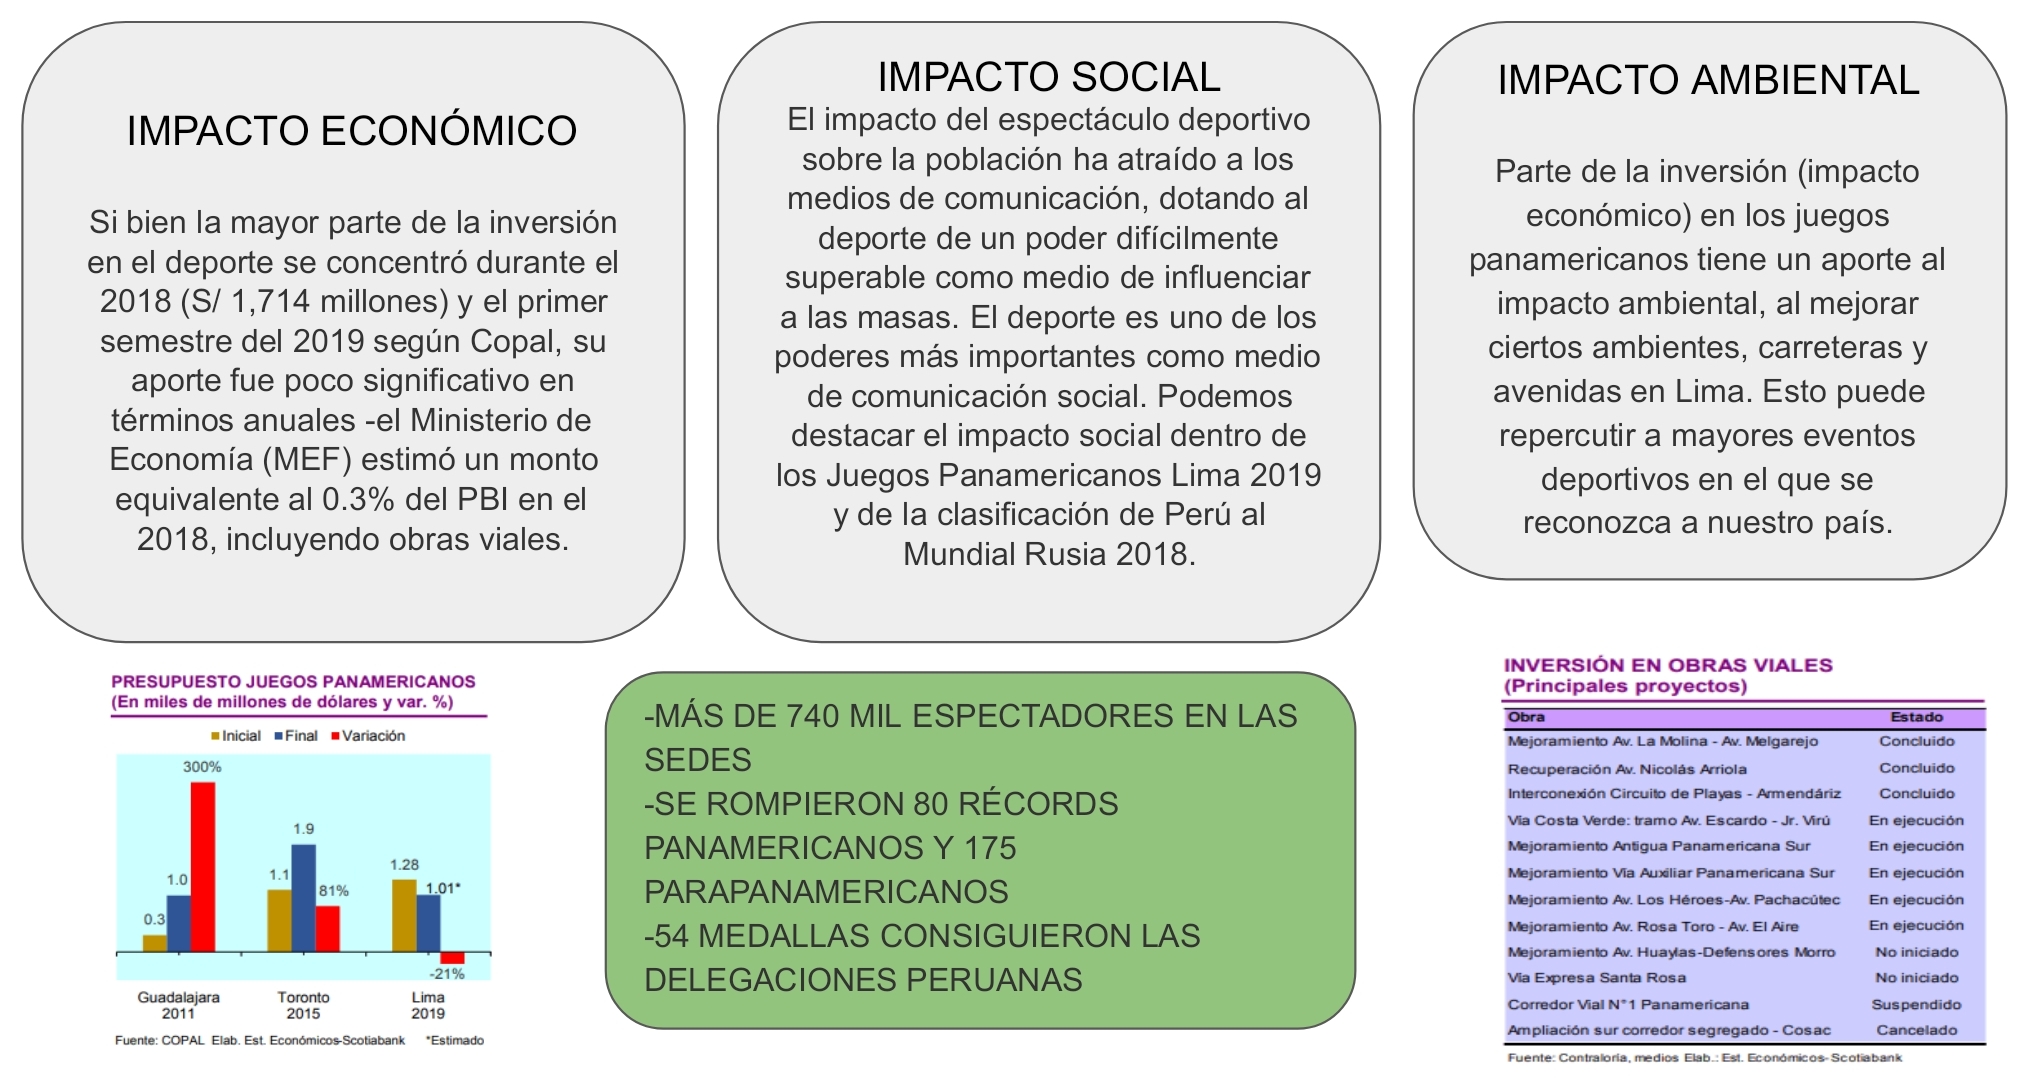 IMPACTO ECONÓMICO
Si bien la mayor parte de la inversión
en el deporte se concentró durante el
2018 (S/ 1,714 millones) y el primer
semestre del 2019 según Copal, su
aporte fue poco significativo en
términos anuales -el Ministerio de
Economía (MEF) estimó un monto
equivalente al 0.3% del PBI en el
2018, incluyendo obras viales.
IMPACTO SOCIAL
El impacto del espectáculo deportivo
sobre la población ha atraído a los
medios de comunicación, dotando al
deporte de un poder difícilmente
superable como medio de influenciar
a las masas. El deporte es uno de los
poderes más importantes como medio
de comunicación social. Podemos
destacar el impacto social dentro de
los Juegos Panamericanos Lima 2019
y de la clasificación de Perú al
Mundial Rusia 2018.
IMPACTO AMBIENTAL
Parte de la inversión (impacto
económico) en los juegos
panamericanos tiene un aporte al
impacto ambiental, al mejorar
ciertos ambientes, carreteras y
avenidas en Lima. Esto puede
repercutir a mayores eventos
deportivos en el que se
reconozca a nuestro país.
PRESUPUESTO JUEGOS PANAMERICANOS
(En miles de millones de dólares y var. %)
Inicial Final Variación
300%
1.9
1.28
1.0 1.1 81% 1.01*
0.3
-21%
Guadalajara Toronto Lima
2011 2015 2019
Fuente: COPAL Elab. Est. Económicos-Scotiabank *Estimado
-MÁS DE 740 MIL ESPECTADORES EN LAS
SEDES
-SE ROMPIERON 80 RÉCORDS
PANAMERICANOS Y 175
PARAPANAMERICANOS
-54 MEDALLAS CONSIGUIERON LAS
DELEGACIONES PERUANAS
INVERSIÓN EN OBRAS VIALES
(Principales proyectos)
Obra Estado
Mejoramiento Av. La Molina - Av. Melgarejo Concluido
Recuperación Av. Nicolás Arriola Concluido
Interconexión Circuito de Playas - Armendáriz Concluido
Vía Costa Verde: tramo Av. Escardo - Jr. Virú En ejecución
Mejoramiento Antigua Panamericana Sur En ejecución
Mejoramiento Vía Auxiliar Panamericana Sur En ejecución
Mejoramiento Av. Los Héroes-Av. Pachacútec En ejecución
Mejoramiento Av. Rosa Toro - Av. El Aire En ejecución
Mejoramiento Av. Huaylas-Defensores Morro No iniciado
Vía Expresa Santa Rosa No iniciado
Corredor Vial N°1 Panamericana Suspendido
Ampliación sur corredor segregado - Cosac Cancelado
Fuente: Contraloría, medios Elab.: Est. Económicos-Scotiabank